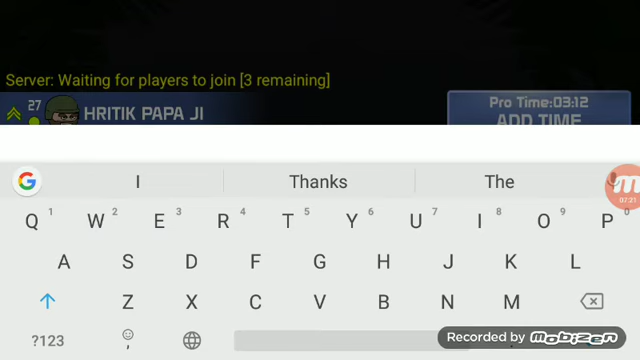 Server: Waiting for players to join [3 remaining]
27 HRITIK PAPA JI
Pro Time:03:12
ADD TIME
I Thanks The
07:21
Q 1 W 2 E 3 R 4 T 5 Y 6 U 7 I 8 O 9 P 0
A S D F G H J K L
Z X C V B N M
?123 ,
Recorded by mobizen